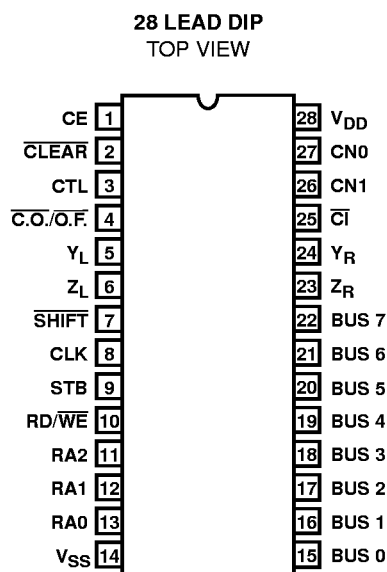 28 LEAD DIP
TOP VIEW
CE 1 28 VDD
CLEAR 2 27 CN0
CTL 3 26 CN1
C.O./O.F. 4 25 CI
YL 5 24 YR
ZL 6 23 ZR
SHIFT 7 22 BUS 7
CLK 8 21 BUS 6
STB 9 20 BUS 5
RD/WE 10 19 BUS 4
RA2 11 18 BUS 3
RA1 12 17 BUS 2
RA0 13 16 BUS 1
VSS 14 15 BUS 0